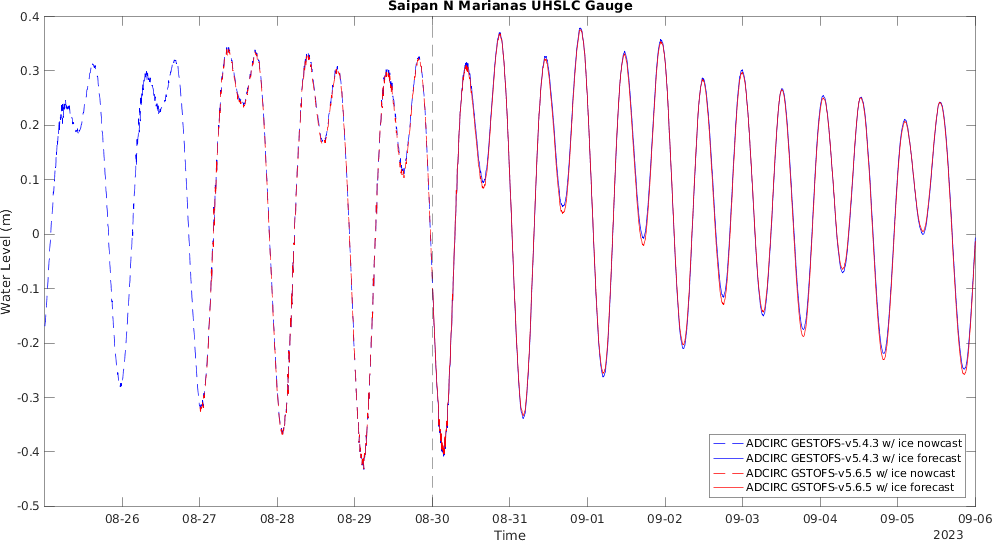 Saipan N Marianas UHSLC Gauge
0.4
0.3
0.2
0.1
0
-0.1
-0.2
-0.3
-0.4
-0.5
Water Level (m)
ADCIRC GESTOFS-v5.4.3 w/ ice nowcast
ADCIRC GESTOFS-v5.4.3 w/ ice forecast
ADCIRC GSTOFS-v5.6.5 w/ ice nowcast
ADCIRC GSTOFS-v5.6.5 w/ ice forecast
08-26 08-27 08-28 08-29 08-30 08-31 09-01 09-02 09-03 09-04 09-05 09-06
Time
2023